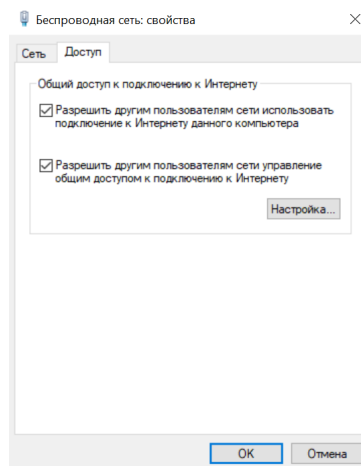 Беспроводная сеть: свойства
Сеть Доступ
Общий доступ к подключению к Интернету
Разрешить другим пользователям сети использовать
подключение к Интернету данного компьютера
Разрешить другим пользователям сети управление
общим доступом к подключению к Интернету
Настройка...
OK Отмена